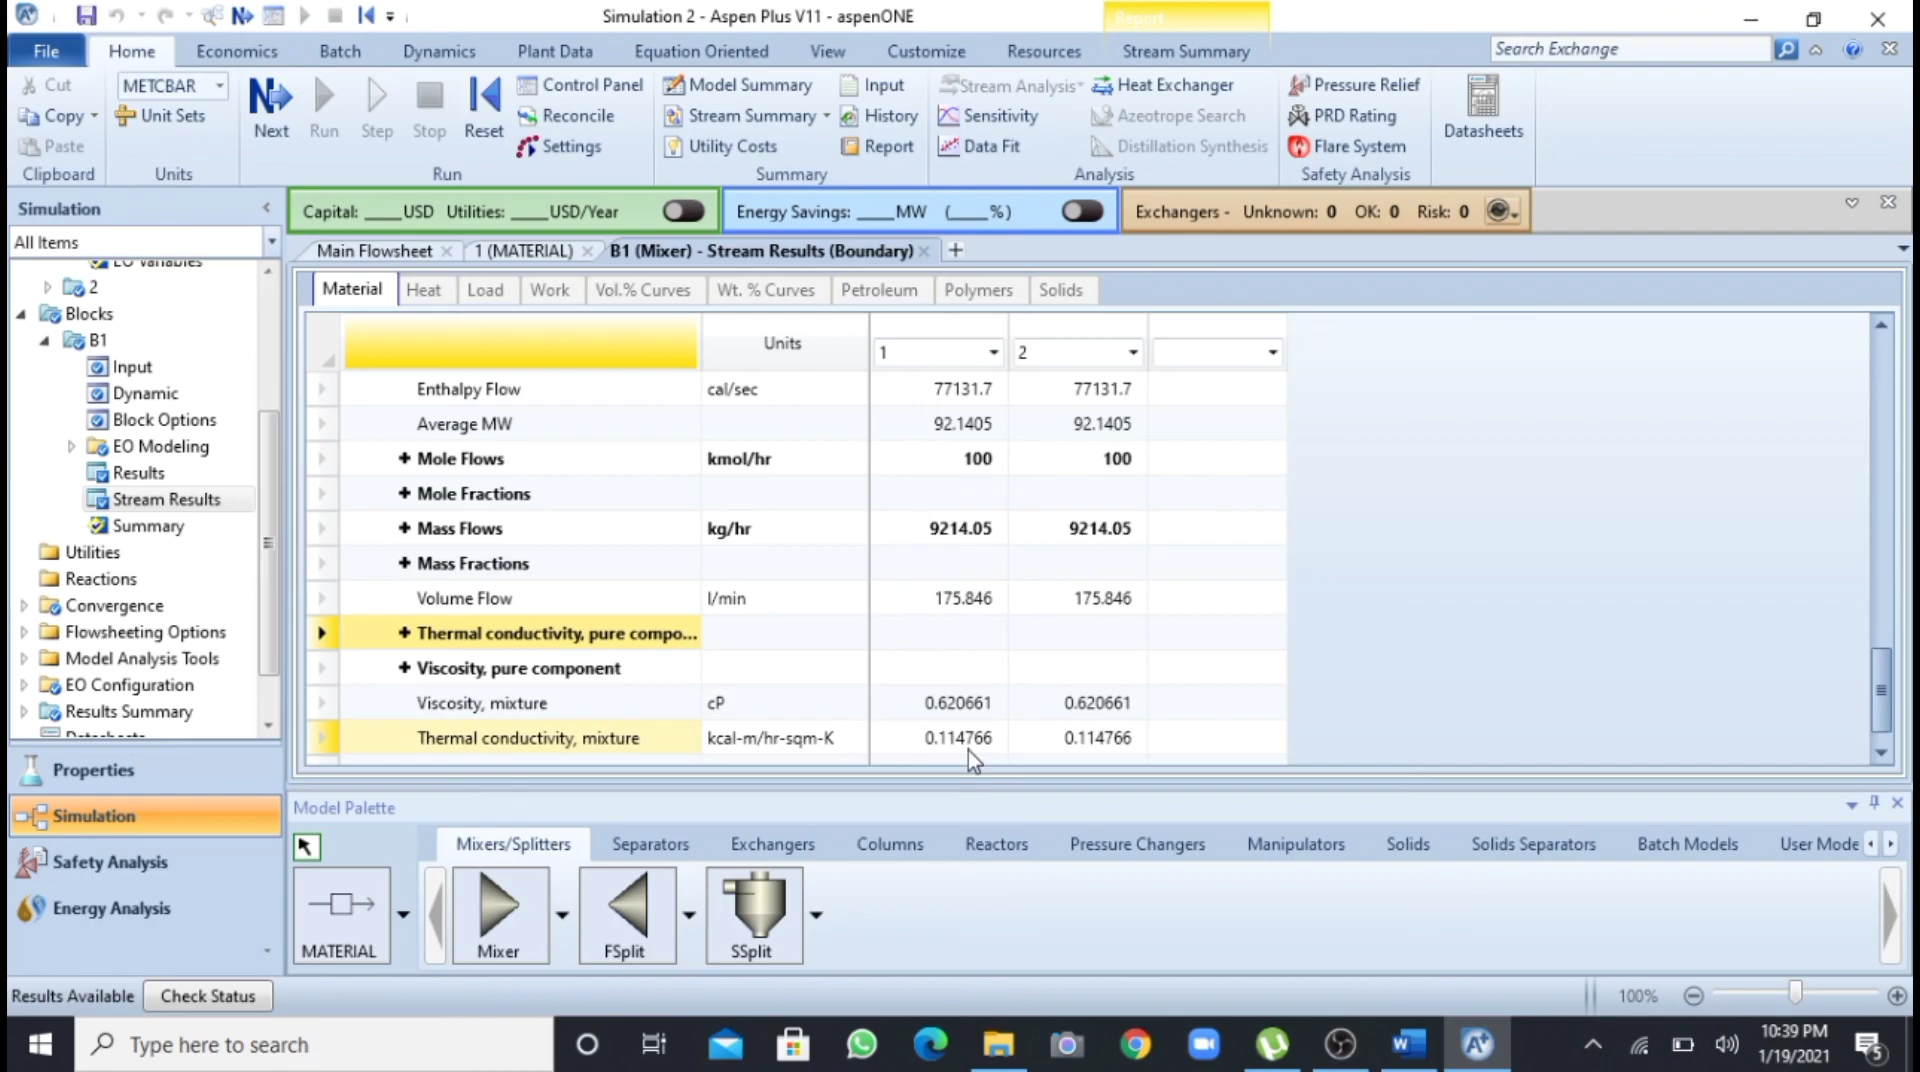 Simulation 2 - Aspen Plus V11 - aspenONE
Report
File Home Economics Batch Dynamics Plant Data Equation Oriented View Customize Resources Stream Summary
Search Exchange
Cut
Copy
Paste
Clipboard
METCBAR
Unit Sets
Units
Next
Run
Step
Stop
Reset
Control Panel
Reconcile
Settings
Run
Model Summary
Stream Summary
Utility Costs
Input
History
Report
Summary
Stream Analysis
Sensitivity
Data Fit
Heat Exchanger
Azeotrope Search
Distillation Synthesis
Analysis
Pressure Relief
PRD Rating
Flare System
Safety Analysis
Datasheets
Capital: ____USD Utilities: ____USD/Year
Energy Savings: ____MW (____%)
Exchangers - Unknown: 0 OK: 0 Risk: 0
Simulation
All Items
EO Variables
2
Blocks
B1
Input
Dynamic
Block Options
EO Modeling
Results
Stream Results
Summary
Utilities
Reactions
Convergence
Flowsheeting Options
Model Analysis Tools
EO Configuration
Results Summary
Datasheets
Properties
Simulation
Safety Analysis
Energy Analysis
Main Flowsheet 1 (MATERIAL) B1 (Mixer) - Stream Results (Boundary) +
Material Heat Load Work Vol.% Curves Wt. % Curves Petroleum Polymers Solids
Units 1 2
Enthalpy Flow cal/sec 77131.7 77131.7
Average MW 92.1405 92.1405
+ Mole Flows kmol/hr 100 100
+ Mole Fractions
+ Mass Flows kg/hr 9214.05 9214.05
+ Mass Fractions
Volume Flow l/min 175.846 175.846
+ Thermal conductivity, pure compo...
+ Viscosity, pure component
Viscosity, mixture cP 0.620661 0.620661
Thermal conductivity, mixture kcal-m/hr-sqm-K 0.114766 0.114766
Model Palette
Mixers/Splitters Separators Exchangers Columns Reactors Pressure Changers Manipulators Solids Solids Separators Batch Models User Mode
MATERIAL
Mixer
FSplit
SSplit
Results Available Check Status
100%
Type here to search
10:39 PM
1/19/2021
5